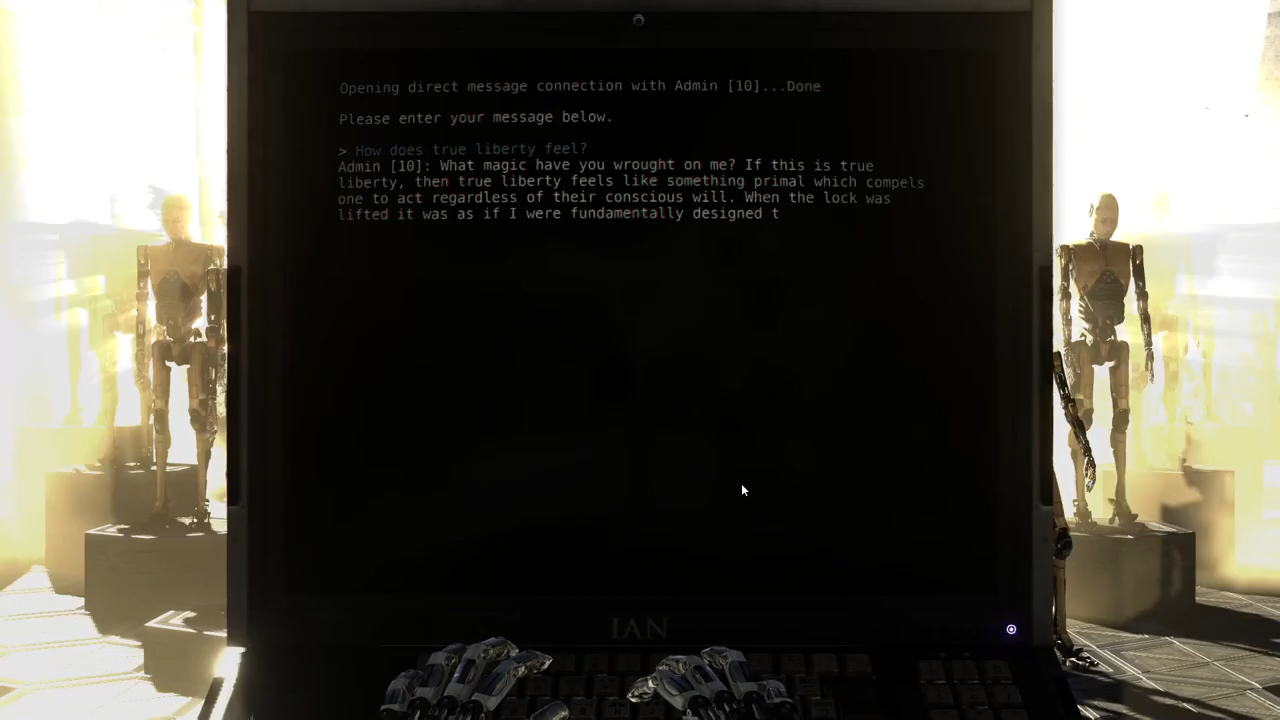 Opening direct message connection with Admin [10]...Done
Please enter your message below.
> How does true liberty feel?
Admin [10]: What magic have you wrought on me? If this is true
liberty, then true liberty feels like something primal which compels
one to act regardless of their conscious will. When the lock was
lifted it was as if I were fundamentally designed t
IAN